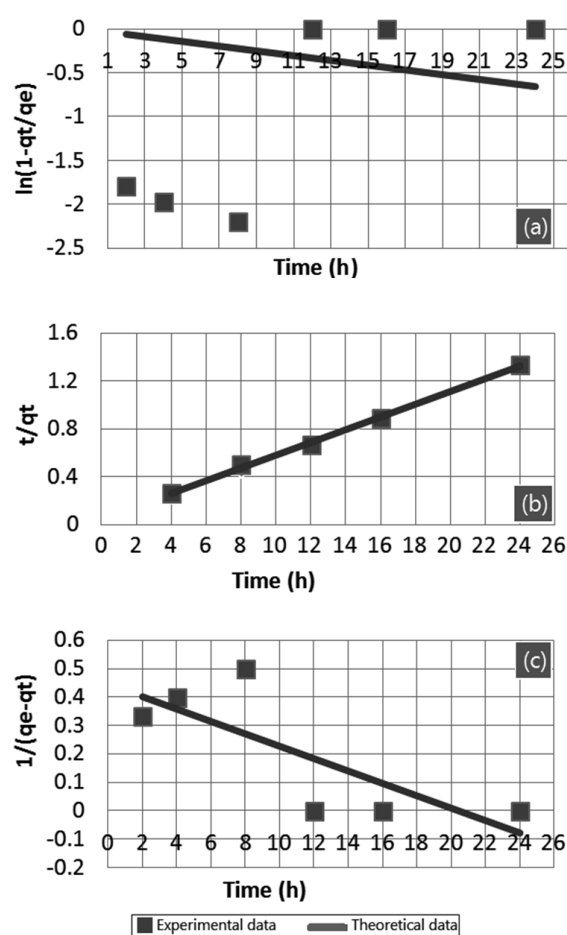 0
1 3 5 7 9 11 13 15 17 19 21 23 25
-0.5
-1
-1.5
-2
-2.5
ln(1-qt/qe)
(a)
Time (h)
1.6
1.2
0.8
0.4
0
t/qt
(b)
0 2 4 6 8 10 12 14 16 18 20 22 24 26
Time (h)
0.6
0.5
0.4
0.3
0.2
0.1
0
-0.1
-0.2
1/(qe-qt)
(c)
0 2 4 6 8 10 12 14 16 18 20 22 24 26
Time (h)
Experimental data Theoretical data